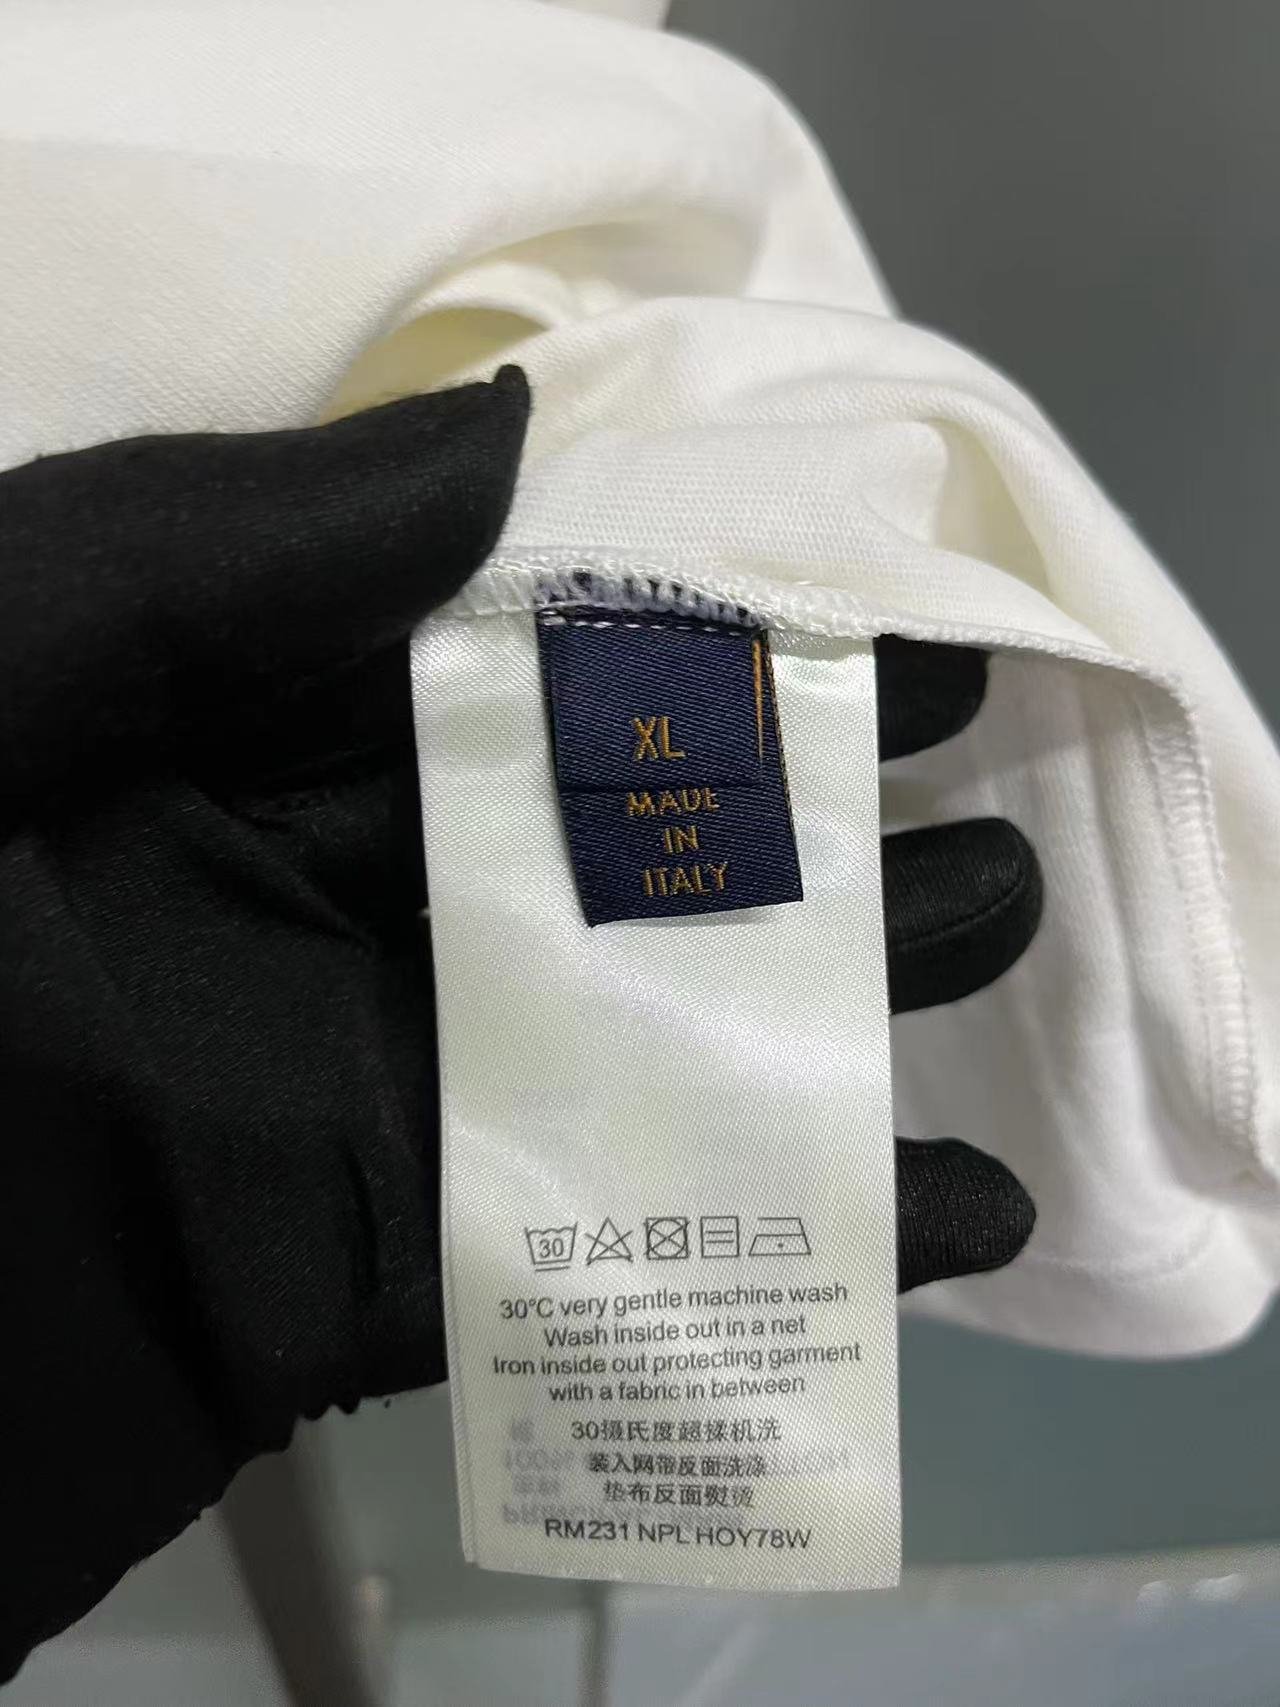 XL
MADE
IN
ITALY
30
30°C very gentle machine wash
Wash inside out in a net
Iron inside out protecting garment
with a fabric in between
30摄氏度超揉机洗
装入网带反面洗涤
垫布反面熨烫
RM231 NPL HOY78W